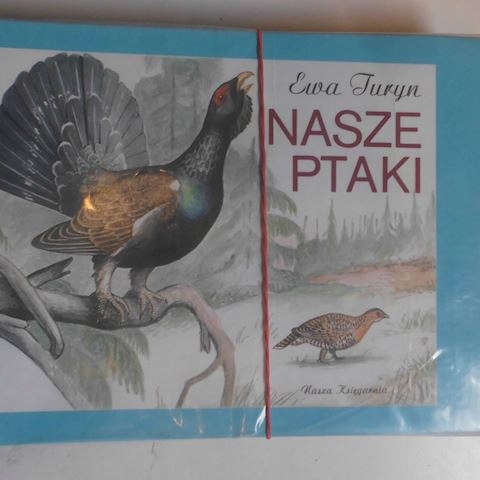 Ewa Turyn
NASZE
PTAKI
Nasza Księgarnia